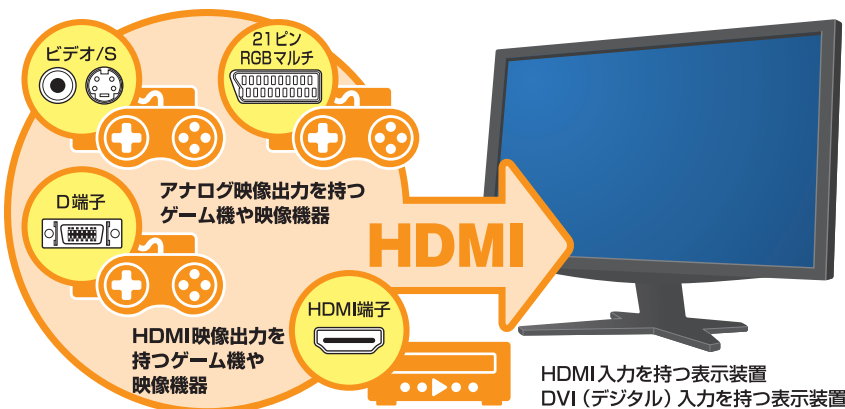 ビデオ/S
21ピン
RGBマルチ
D端子
アナログ映像出力を持つ
ゲーム機や映像機器
HDMI
HDMI端子
HDMI映像出力を
持つゲーム機や
映像機器
HDMI入力を持つ表示装置
DVI（デジタル）入力を持つ表示装置